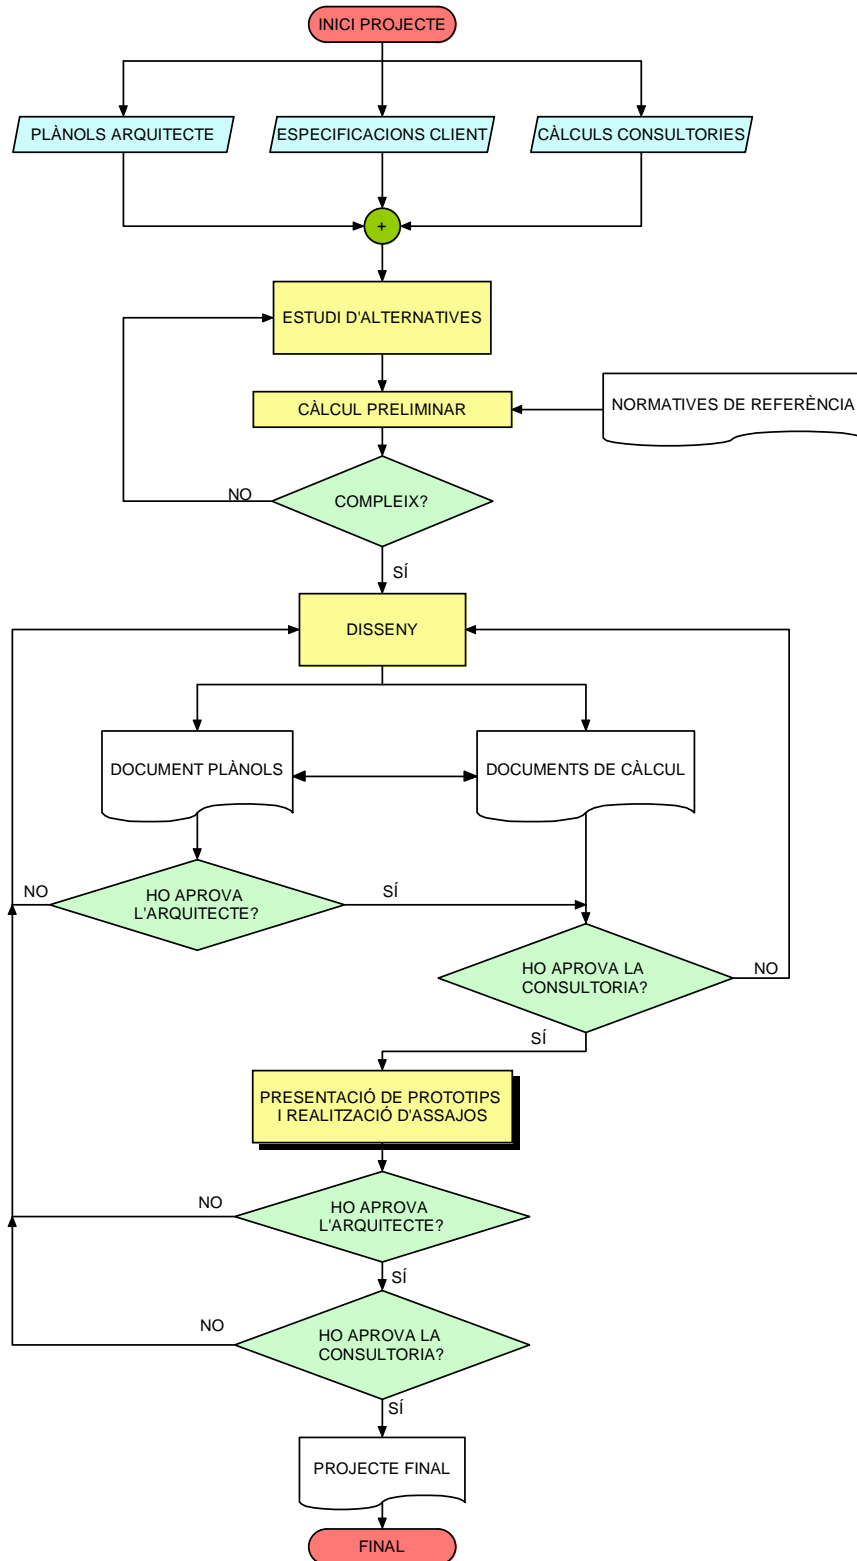 INICI PROJECTE
PLÀNOLS ARQUITECTE
ESPECIFICACIONS CLIENT
CÀLCULS CONSULTORIES
+
ESTUDI D'ALTERNATIVES
CÀLCUL PRELIMINAR
NORMATIVES DE REFERÈNCIA
NO
COMPLEIX?
SÍ
DISSENY
DOCUMENT PLÀNOLS
DOCUMENTS DE CÀLCUL
NO
HO APROVA
L'ARQUITECTE?
SÍ
HO APROVA LA
CONSULTORIA?
NO
SÍ
PRESENTACIÓ DE PROTOTIPS
I REALITZACIÓ D'ASSAJOS
NO
HO APROVA
L'ARQUITECTE?
SÍ
NO
HO APROVA LA
CONSULTORIA?
SÍ
PROJECTE FINAL
FINAL